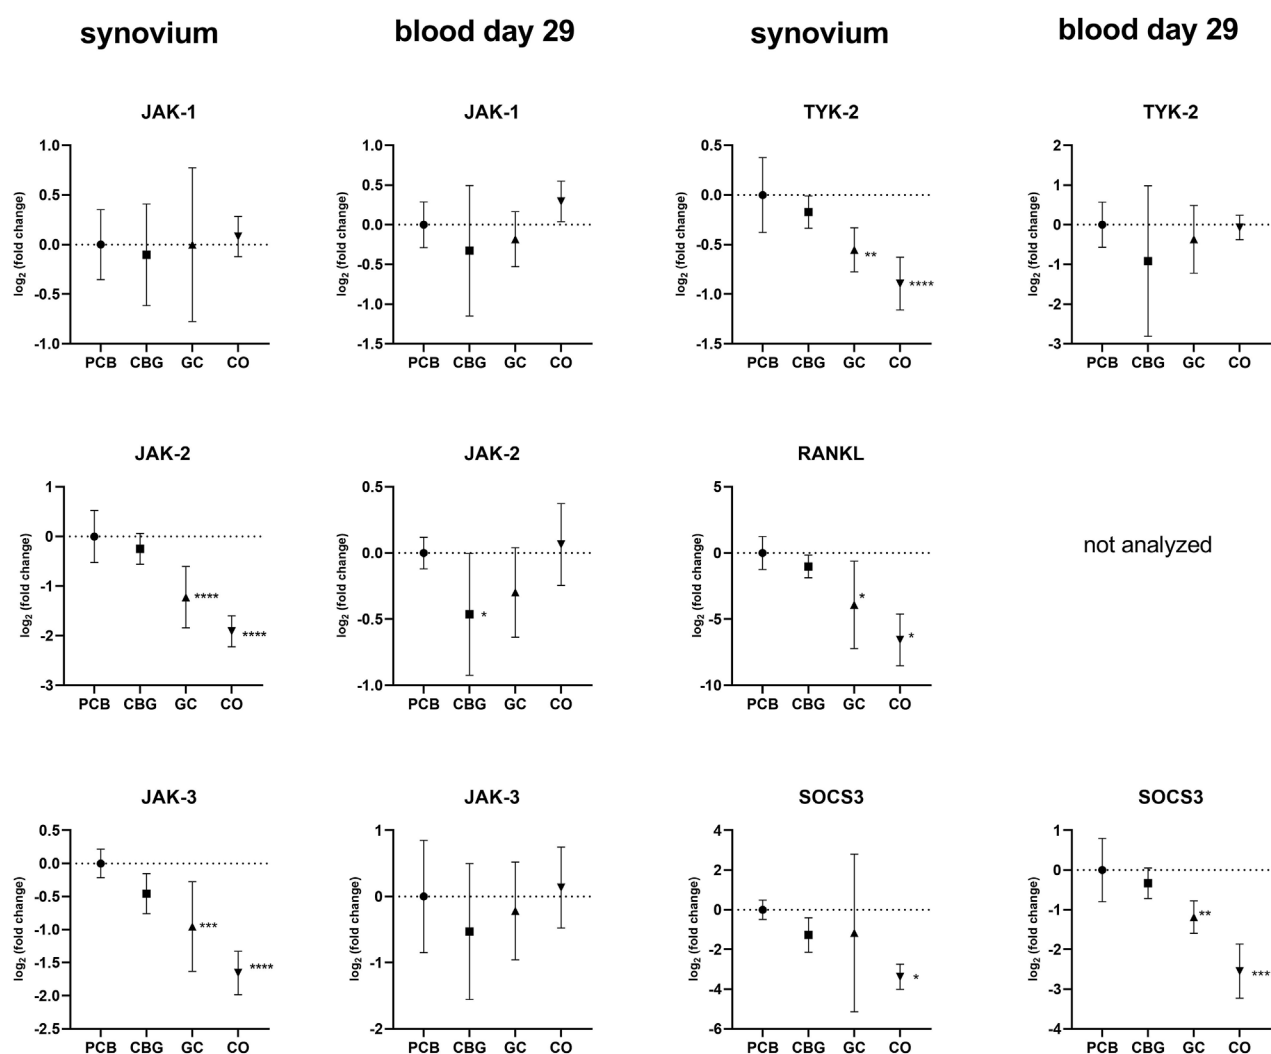 synovium
blood day 29
synovium
blood day 29
JAK-1
log2 (fold change)
1.0
0.5
0.0
-0.5
-1.0
PCB CBG GC CO
JAK-1
log2 (fold change)
1.0
0.5
0.0
-0.5
-1.0
-1.5
PCB CBG GC CO
TYK-2
log2 (fold change)
0.5
0.0
-0.5
-1.0
-1.5
**
****
PCB CBG GC CO
TYK-2
log2 (fold change)
2
1
0
-1
-2
-3
PCB CBG GC CO
JAK-2
log2 (fold change)
1
0
-1
-2
-3
****
****
PCB CBG GC CO
JAK-2
log2 (fold change)
0.5
0.0
-0.5
-1.0
*
PCB CBG GC CO
RANKL
log2 (fold change)
5
0
-5
-10
*
*
PCB CBG GC CO
not analyzed
JAK-3
log2 (fold change)
0.5
0.0
-0.5
-1.0
-1.5
-2.0
-2.5
***
****
PCB CBG GC CO
JAK-3
log2 (fold change)
1
0
-1
-2
PCB CBG GC CO
SOCS3
log2 (fold change)
4
2
0
-2
-4
-6
*
PCB CBG GC CO
SOCS3
log2 (fold change)
1
0
-1
-2
-3
-4
**
***
PCB CBG GC CO